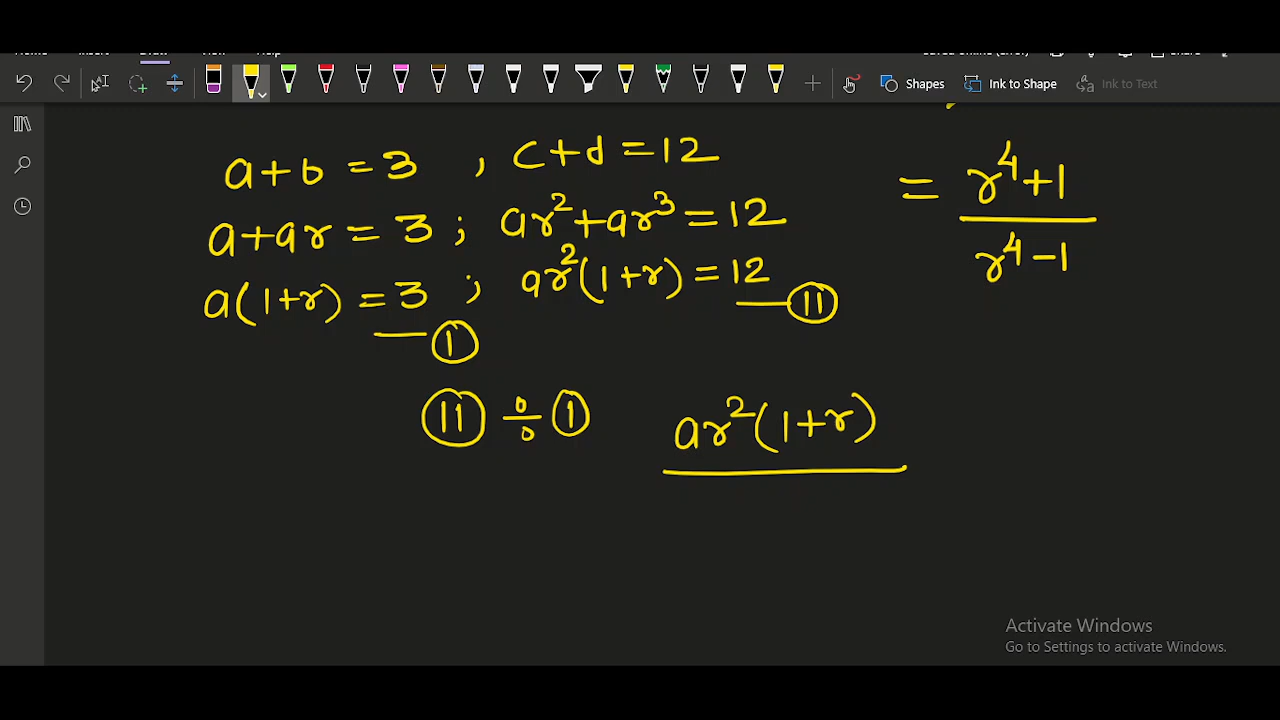 Ink to Shape
Shapes
Ink to Text
a+b = 3 , c+d = 12
a+ar = 3 ; ar²+ar³ = 12
a(1+r) = 3 ; ar²(1+r) = 12
—① —⑪
⑪ ÷ ① ar²(1+r)
= r⁴+1
r⁴-1
Activate Windows
Go to Settings to activate Windows.